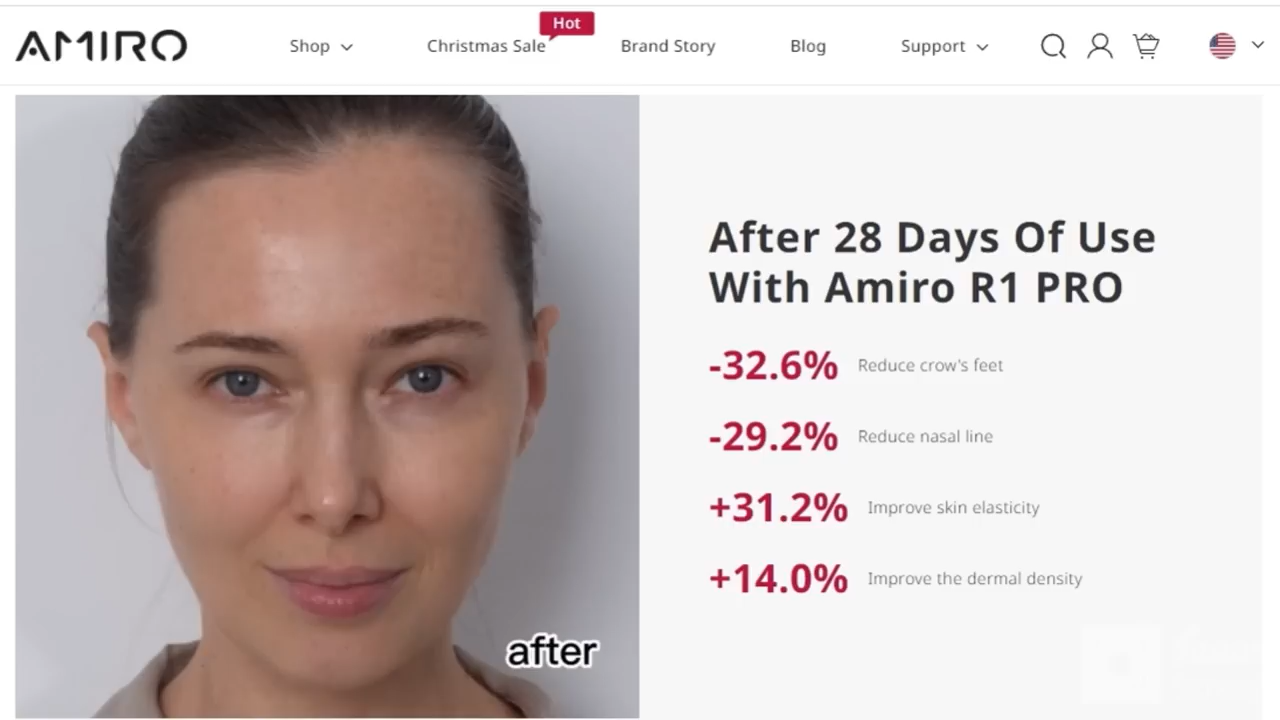 AMIRO
Hot
Shop
Christmas Sale
Brand Story
Blog
Support
After 28 Days Of Use
With Amiro R1 PRO
-32.6% Reduce crow's feet
-29.2% Reduce nasal line
+31.2% Improve skin elasticity
+14.0% Improve the dermal density
after